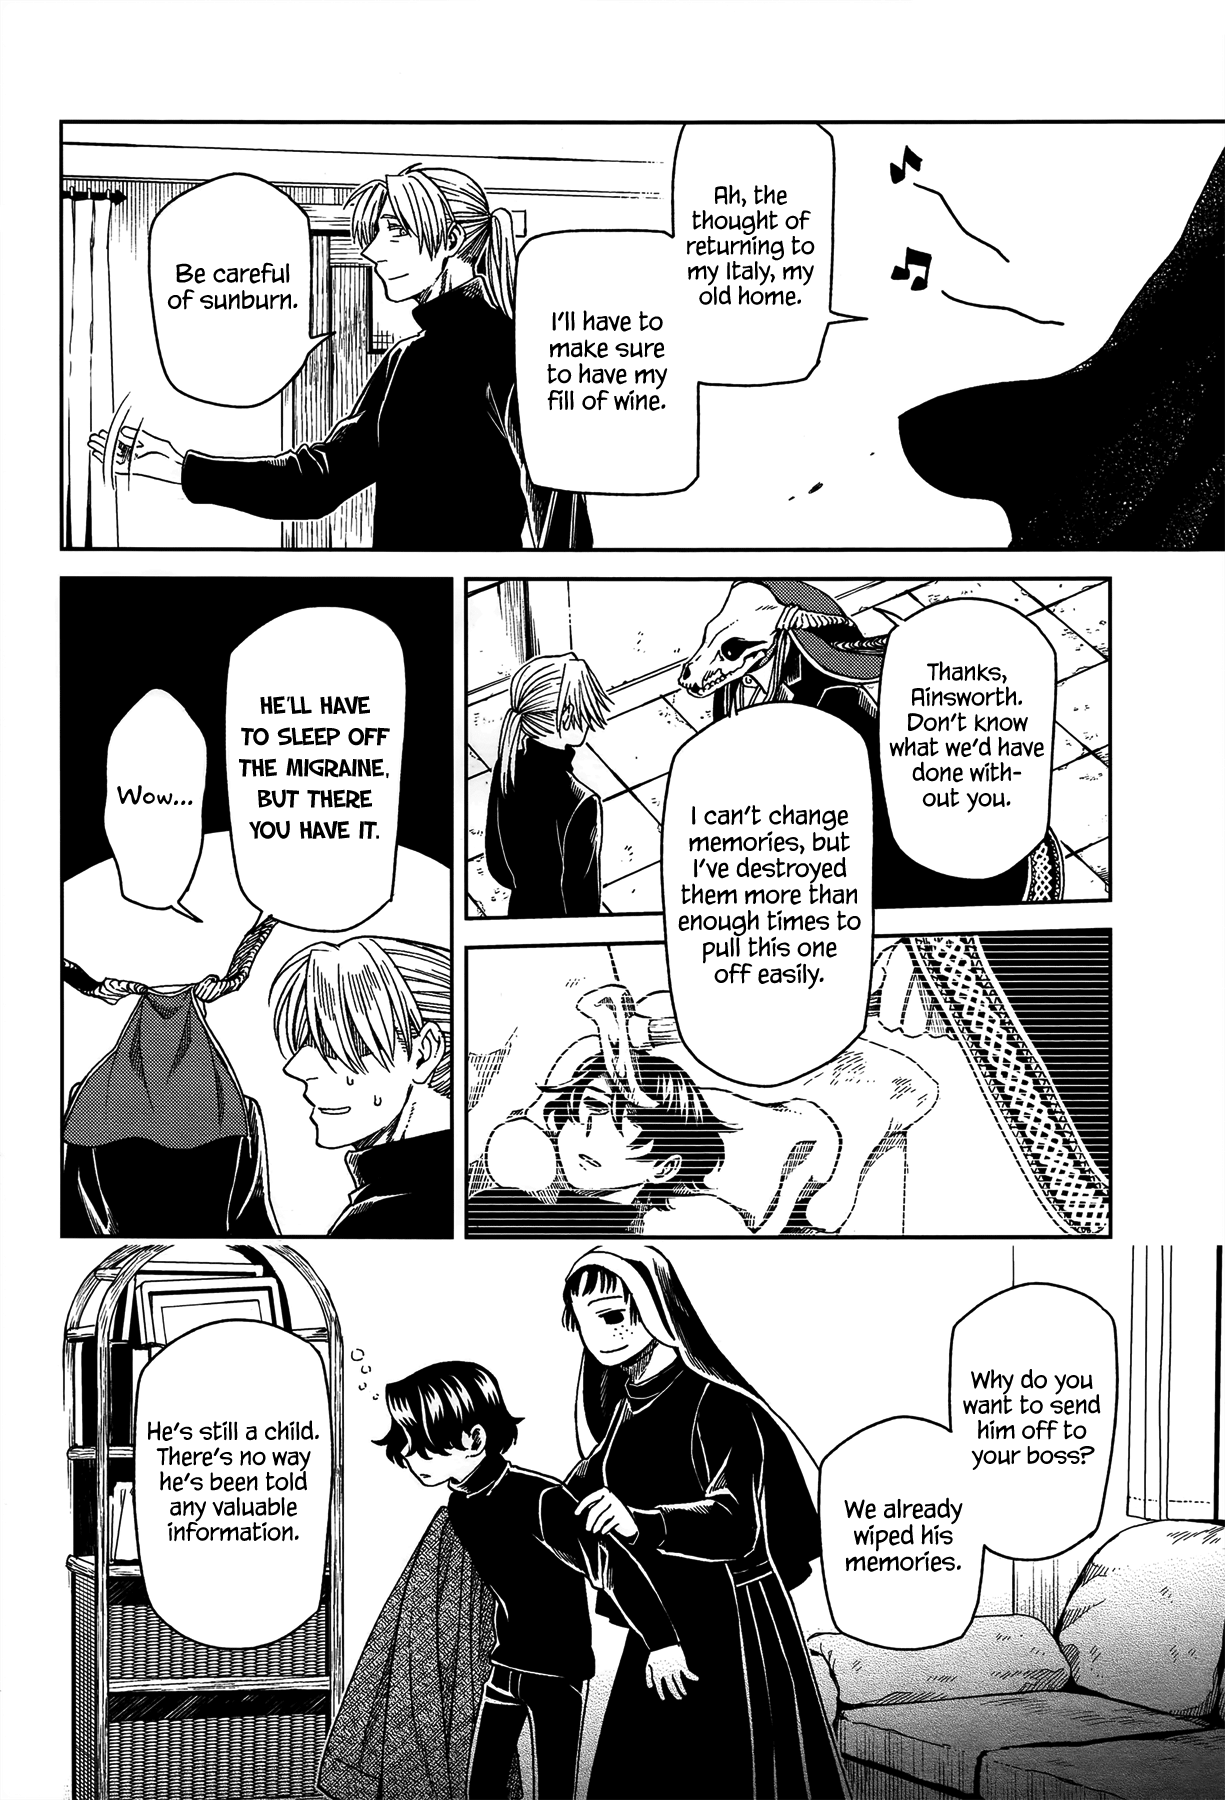 Ah, the
thought of
returning to
my Italy, my
old home.
I'll have to
make sure
to have my
fill of wine.
Be careful
of sunburn.
Thanks,
Ainsworth.
Don't know
what we'd have
done with-
out you.
I can't change
memories, but
I've destroyed
them more than
enough times to
pull this one
off easily.
HE'LL HAVE
TO SLEEP OFF
THE MIGRAINE,
BUT THERE
YOU HAVE IT.
Wow...
Why do you
want to send
him off to
your boss?
We already
wiped his
memories.
He's still a child.
There's no way
he's been told
any valuable
information.